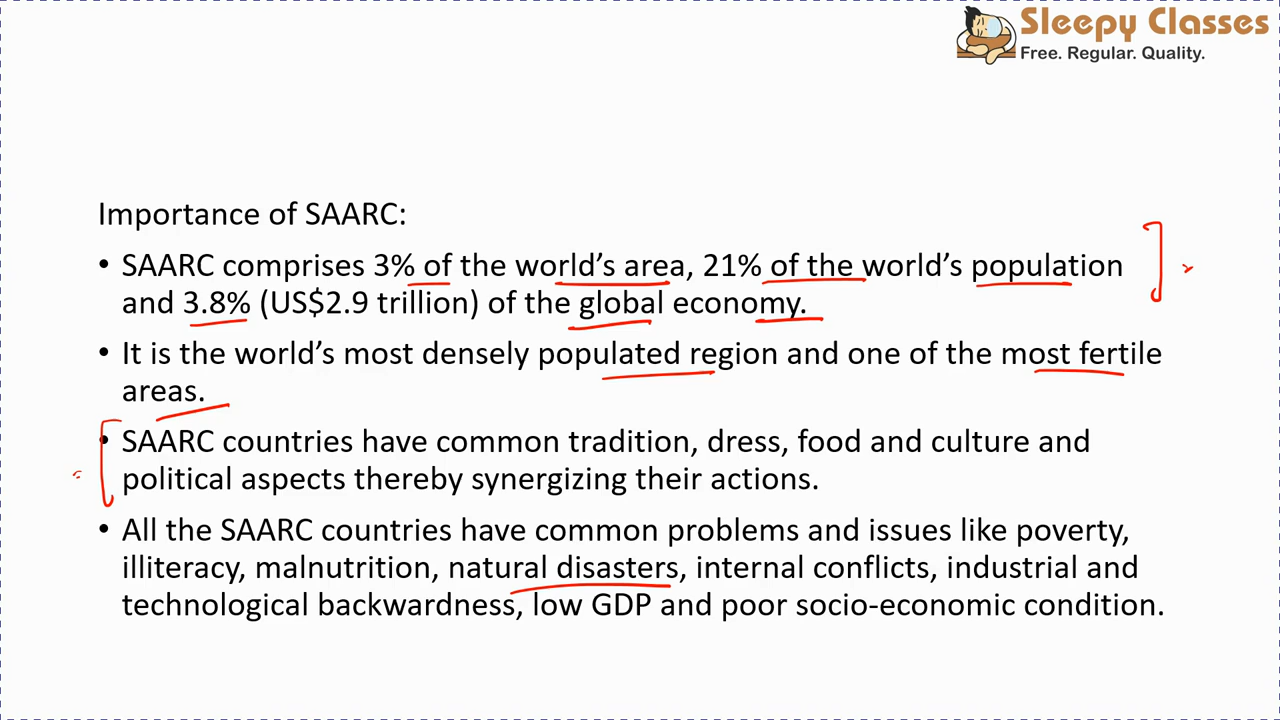 Sleepy Classes
Free. Regular. Quality.
Importance of SAARC:
• SAARC comprises 3% of the world's area, 21% of the world's population
and 3.8% (US$2.9 trillion) of the global economy.
• It is the world's most densely populated region and one of the most fertile
areas.
• SAARC countries have common tradition, dress, food and culture and
political aspects thereby synergizing their actions.
• All the SAARC countries have common problems and issues like poverty,
illiteracy, malnutrition, natural disasters, internal conflicts, industrial and
technological backwardness, low GDP and poor socio-economic condition.